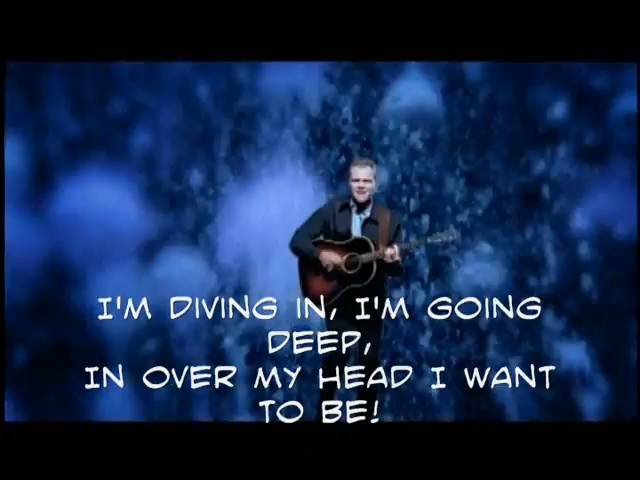 I'M DIVING IN, I'M GOING
DEEP,
IN OVER MY HEAD I WANT
TO BE!